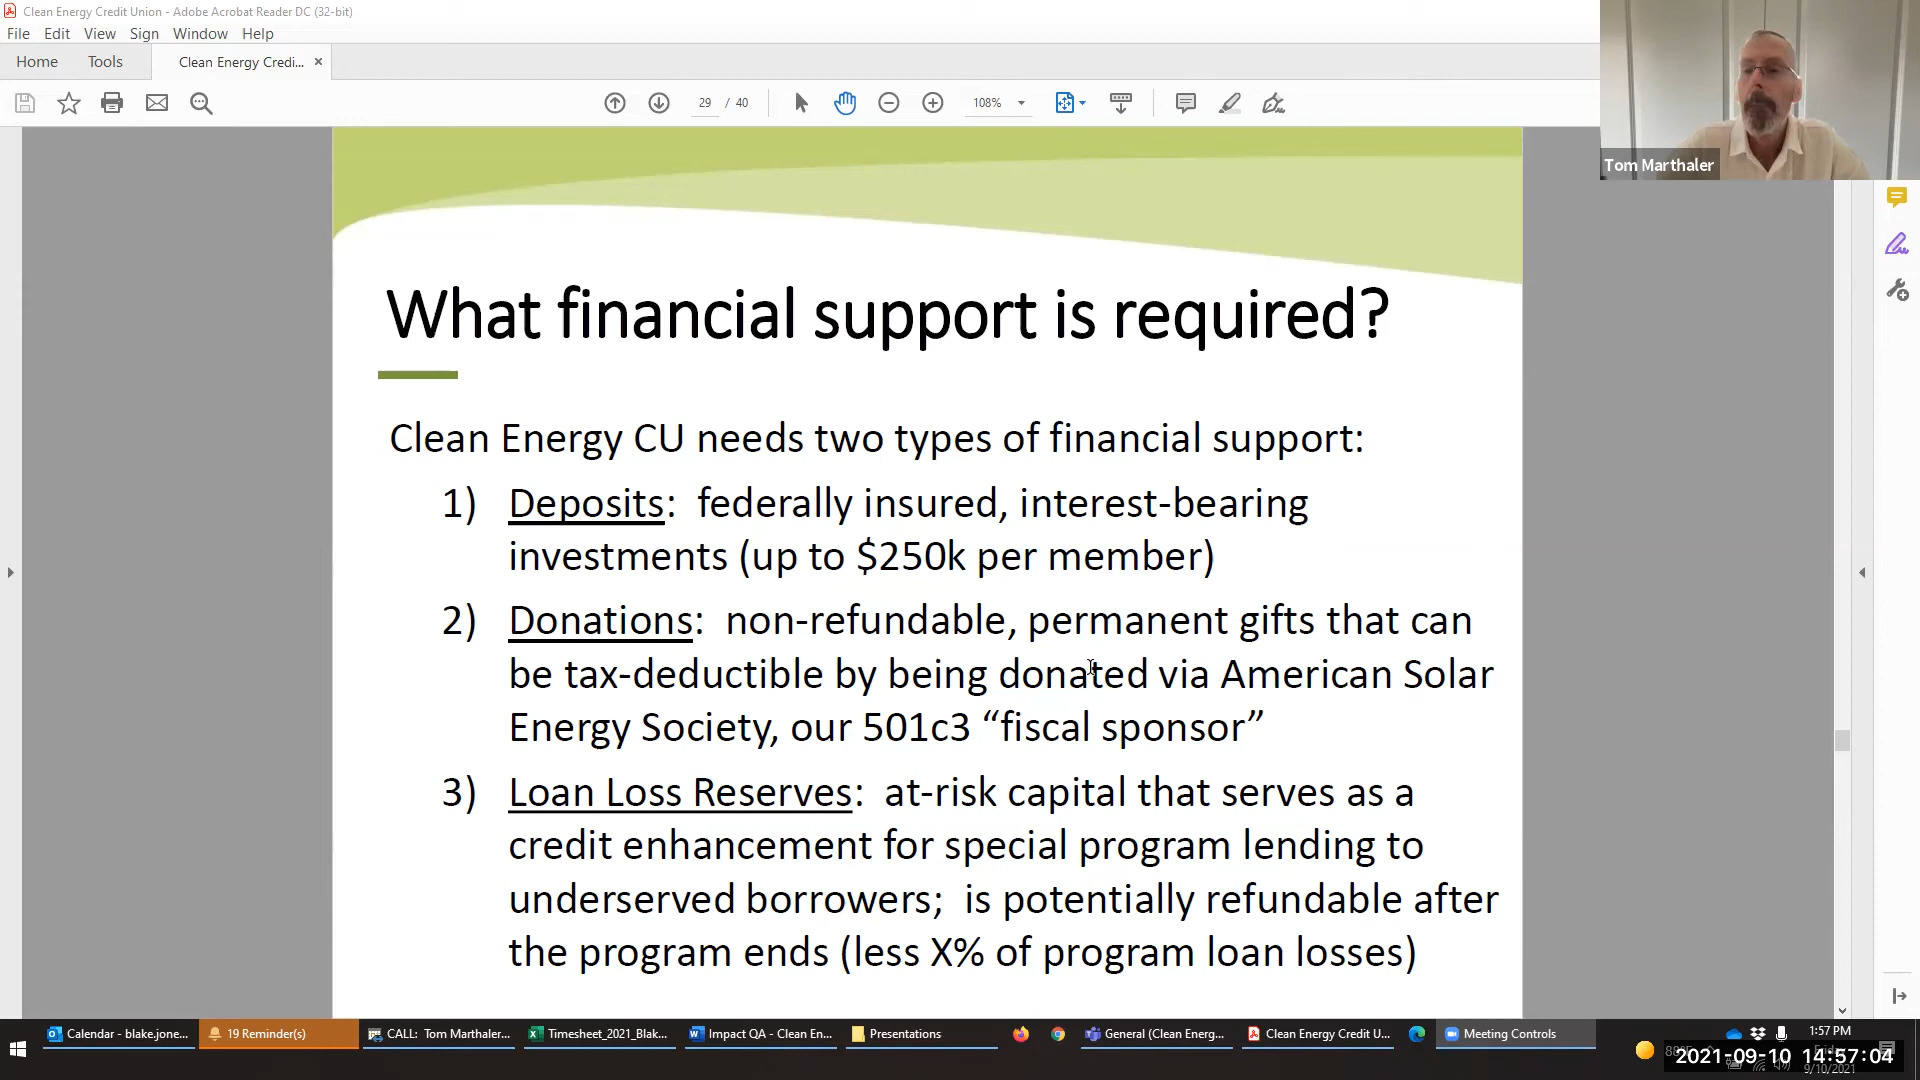 Clean Energy Credit Union - Adobe Acrobat Reader DC (32-bit)
File Edit View Sign Window Help
Home Tools Clean Energy Credi... ×
29 / 40 108%
Tom Marthaler
What financial support is required?
Clean Energy CU needs two types of financial support:
1) Deposits: federally insured, interest-bearing
investments (up to $250k per member)
2) Donations: non-refundable, permanent gifts that can
be tax-deductible by being donated via American Solar
Energy Society, our 501c3 “fiscal sponsor”
3) Loan Loss Reserves: at-risk capital that serves as a
credit enhancement for special program lending to
underserved borrowers; is potentially refundable after
the program ends (less X% of program loan losses)
Calendar - blake.jone... 19 Reminder(s) CALL: Tom Marthaler... Timesheet_2021_Blak... Impact QA - Clean En... Presentations General (Clean Energ... Clean Energy Credit U... Meeting Controls
1:57 PM
2021-09-10 14:57:04
9/10/2021